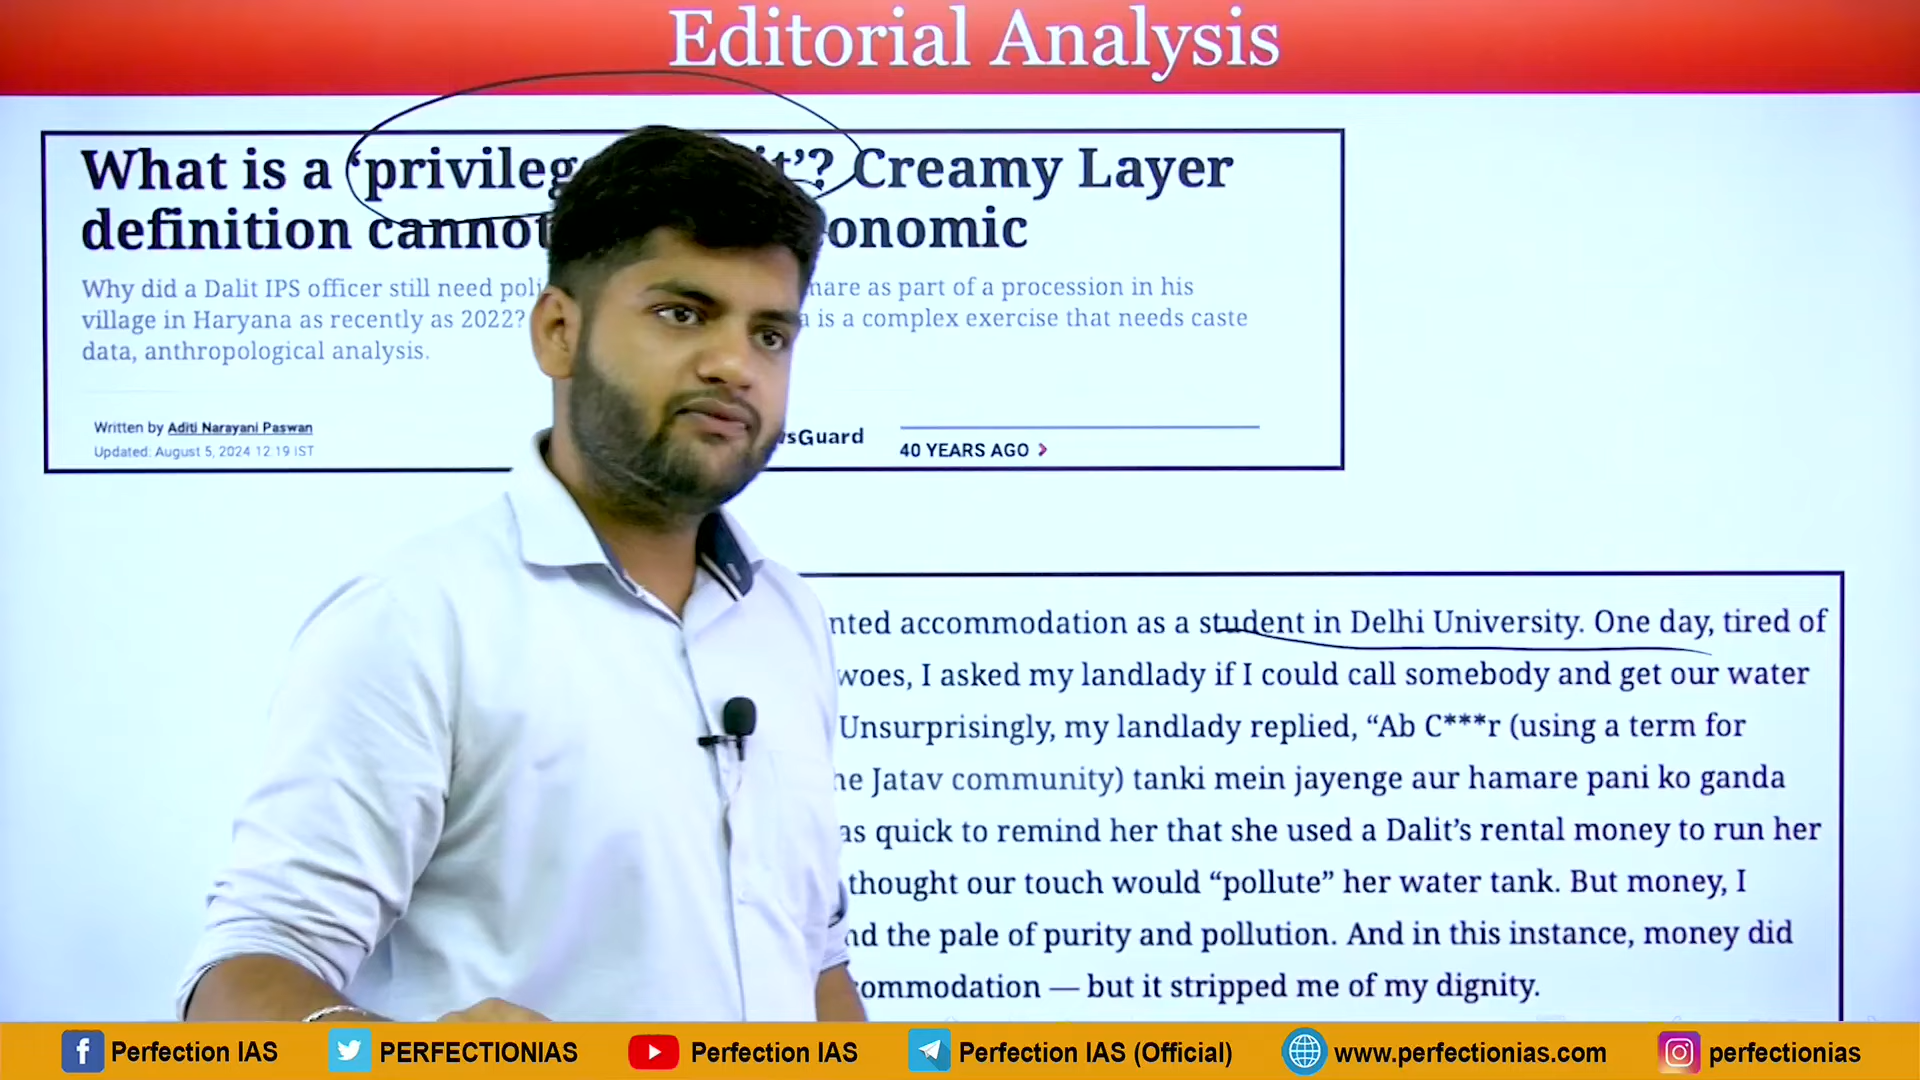 Editorial Analysis
What is a ‘privileg it’? Creamy Layer
definition cannot onomic
Why did a Dalit IPS officer still need poli mare as part of a procession in his
village in Haryana as recently as 2022? a is a complex exercise that needs caste
data, anthropological analysis.
Written by Aditi Narayani Paswan
Updated: August 5, 2024 12:19 IST
wsGuard
40 YEARS AGO
nted accommodation as a student in Delhi University. One day, tired of
woes, I asked my landlady if I could call somebody and get our water
Unsurprisingly, my landlady replied, “Ab C***r (using a term for
he Jatav community) tanki mein jayenge aur hamare pani ko ganda
as quick to remind her that she used a Dalit’s rental money to run her
thought our touch would “pollute” her water tank. But money, I
nd the pale of purity and pollution. And in this instance, money did
commodation — but it stripped me of my dignity.
Perfection IAS PERFECTIONIAS Perfection IAS Perfection IAS (Official) www.perfectionias.com perfectionias